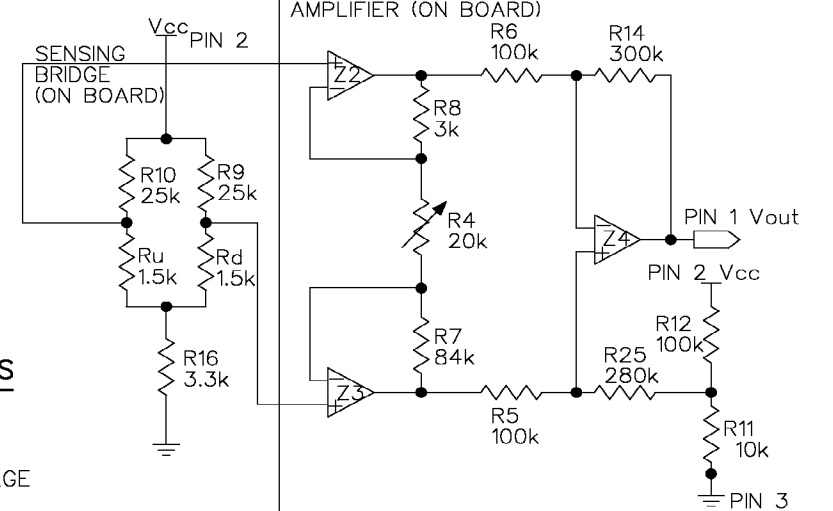 AMPLIFIER (ON BOARD)
Vcc
PIN 2
SENSING
BRIDGE
(ON BOARD)
R10
25k
R9
25k
Ru
1.5k
Rd
1.5k
R16
3.3k
S
GE
+
−
Z2
R8
3k
R4
20k
R7
84k
−
+
Z3
R6
100k
R14
300k
−
+
Z4
PIN 1 Vout
PIN 2 Vcc
R12
100k
R25
280k
R5
100k
R11
10k
PIN 3